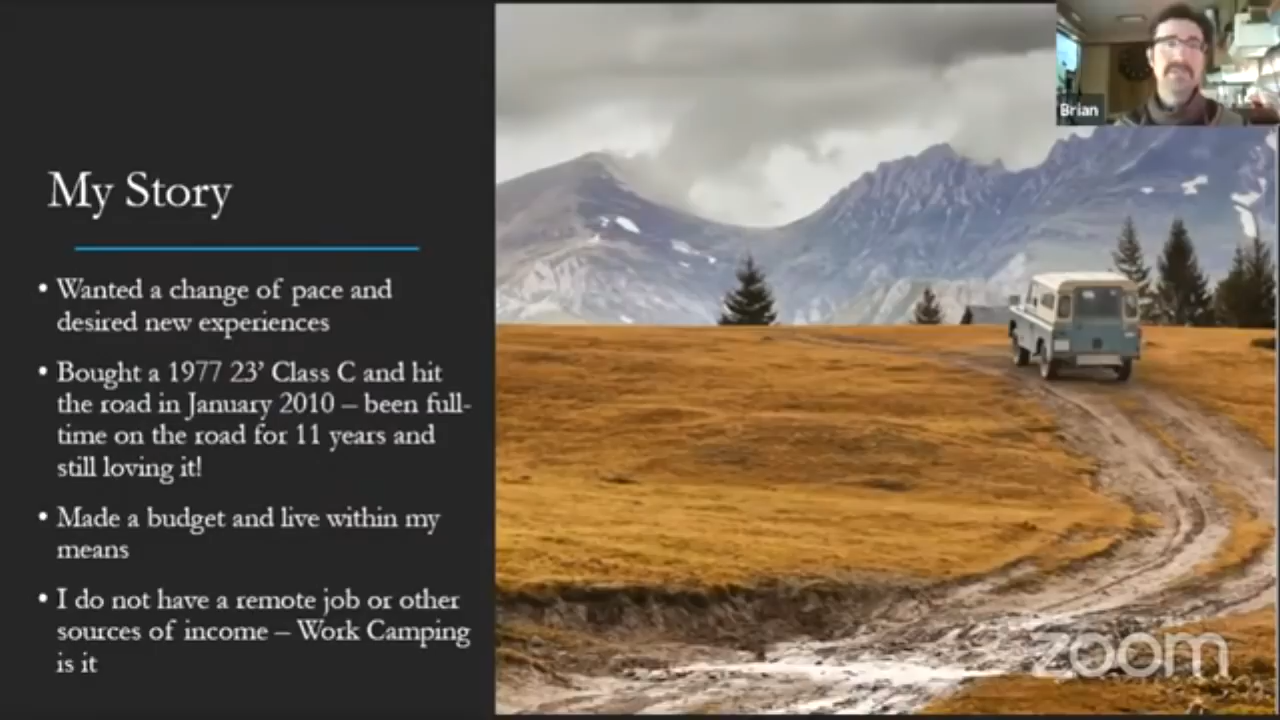 My Story
• Wanted a change of pace and
desired new experiences
• Bought a 1977 23’ Class C and hit
the road in January 2010 – been full-
time on the road for 11 years and
still loving it!
• Made a budget and live within my
means
• I do not have a remote job or other
sources of income – Work Camping
is it
Brian
zoom